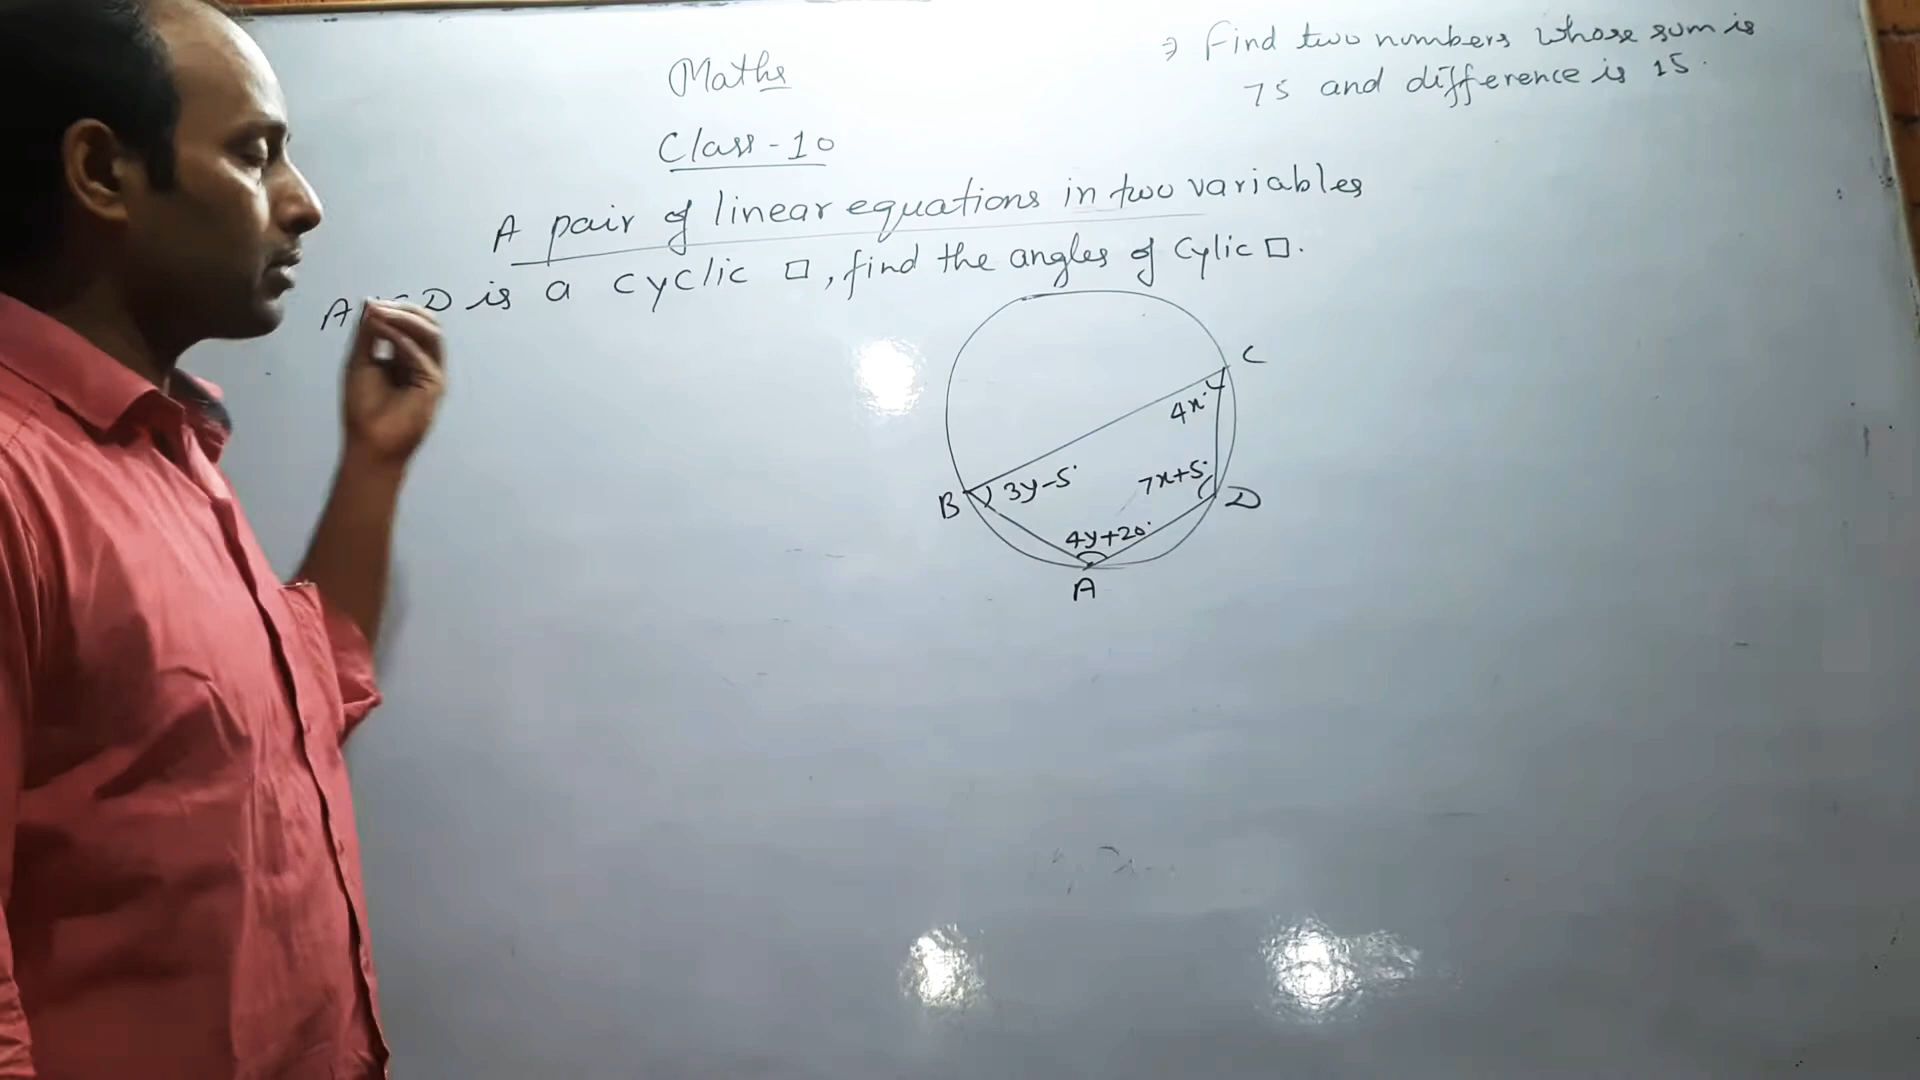 Maths
Class-10
A pair of linear equations in two variables
is a cyclic □, find the angles of Cylic □.
⇒ Find two numbers whose sum is
75 and difference is 15.
C
4x°
B
3y-5°
7x+5°
D
4y+20°
A